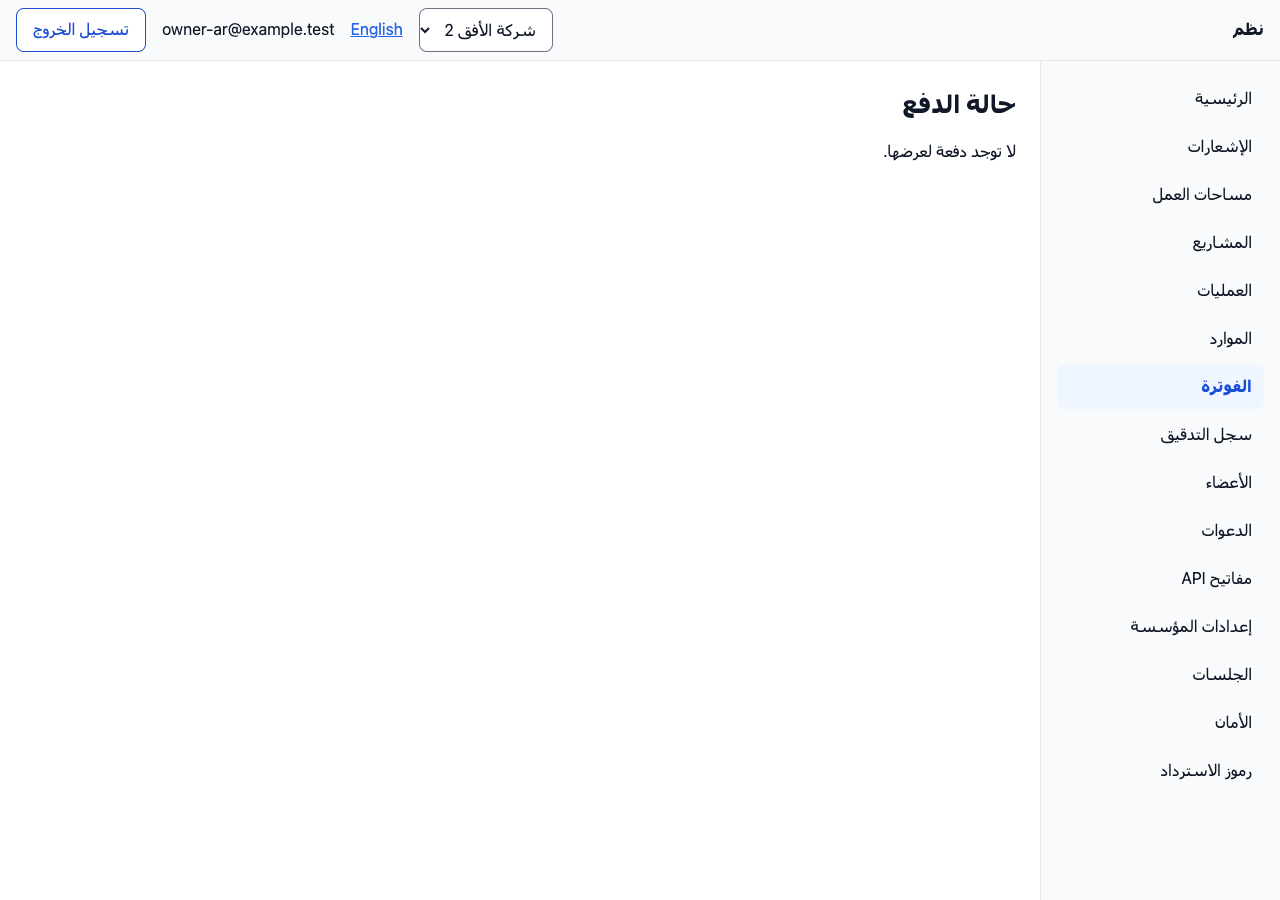 نظم
شركة الأفق 2
English
owner-ar@example.test
تسجيل الخروج
الرئيسية
الإشعارات
مساحات العمل
المشاريع
العمليات
الموارد
الفوترة
سجل التدقيق
الأعضاء
الدعوات
مفاتيح API
إعدادات المؤسسة
الجلسات
الأمان
رموز الاسترداد
حالة الدفع
لا توجد دفعة لعرضها.